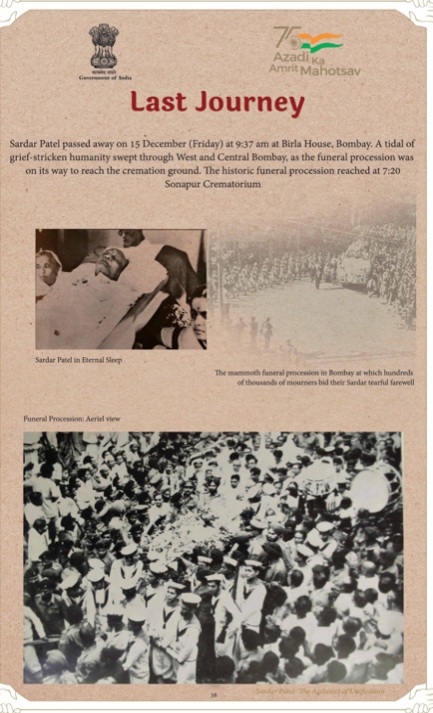 सत्यमेव जयते
Government of India
75
Azadi Ka
Amrit Mahotsav
Last Journey
Sardar Patel passed away on 15 December (Friday) at 9:37 am at Birla House, Bombay. A tidal of
grief-stricken humanity swept through West and Central Bombay, as the funeral procession was
on its way to reach the cremation ground. The historic funeral procession reached at 7:20
Sonapur Crematorium
Sardar Patel in Eternal Sleep
The mammoth funeral procession in Bombay at which hundreds
of thousands of mourners bid their Sardar tearful farewell
Funeral Procession: Aeriel view
Sardar Patel: The Architect of Unification